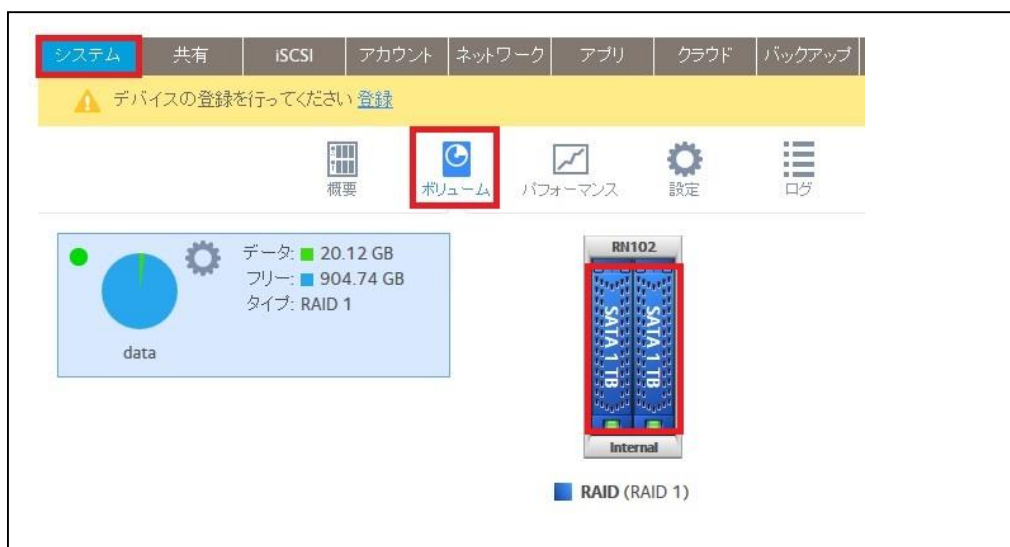 システム 共有 iSCSI アカウント ネットワーク アプリ クラウド バックアップ
デバイスの登録を行ってください 登録
概要 ボリューム パフォーマンス 設定 ログ
データ: 20.12 GB
フリー: 904.74 GB
タイプ: RAID 1
data
RN102
SATA 1 TB
SATA 1 TB
Internal
RAID (RAID 1)